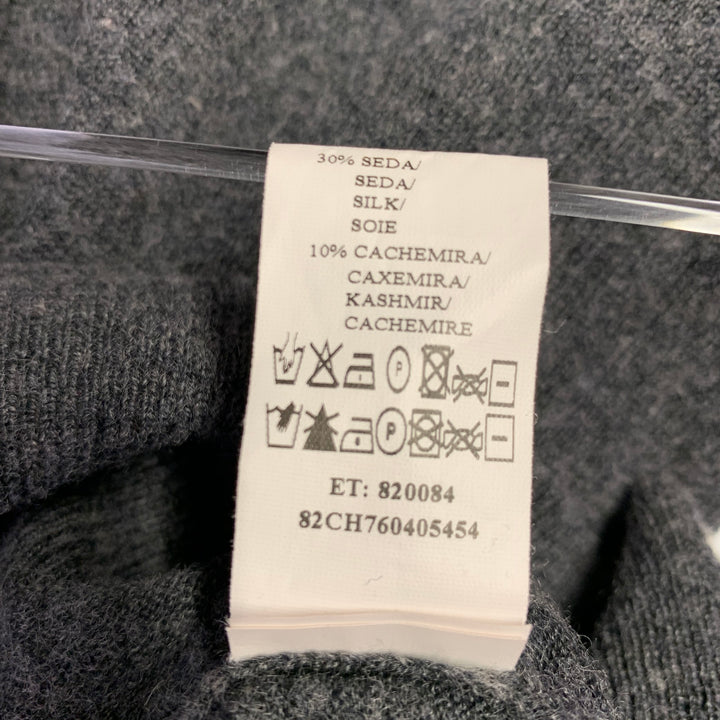 30% SEDA/
SEDA/
SILK/
SOIE
10% CACHEMIRA/
CAXEMIRA/
KASHMIR/
CACHEMIRE
P
P
ET: 820084
82CH760405454